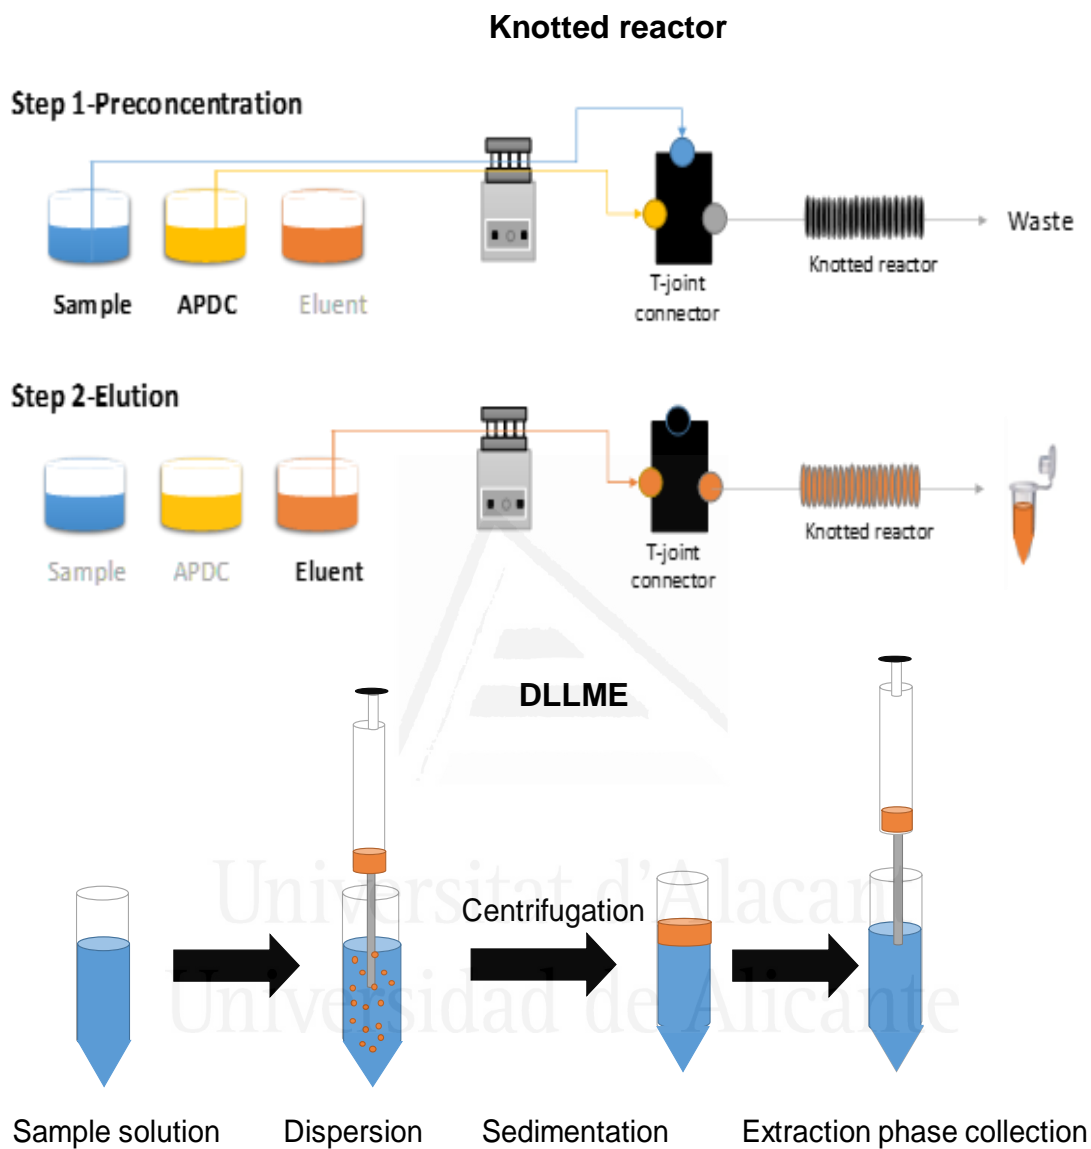 Knotted reactor
Step 1-Preconcentration
Waste
Knotted reactor
T-joint
connector
Sample
APDC
Eluent
Step 2-Elution
Knotted reactor
T-joint
connector
Sample
APDC
Eluent
DLLME
Universitat d'Alacant
Centrifugation
Universidad de Alicante
Sample solution
Dispersion
Sedimentation
Extraction phase collection